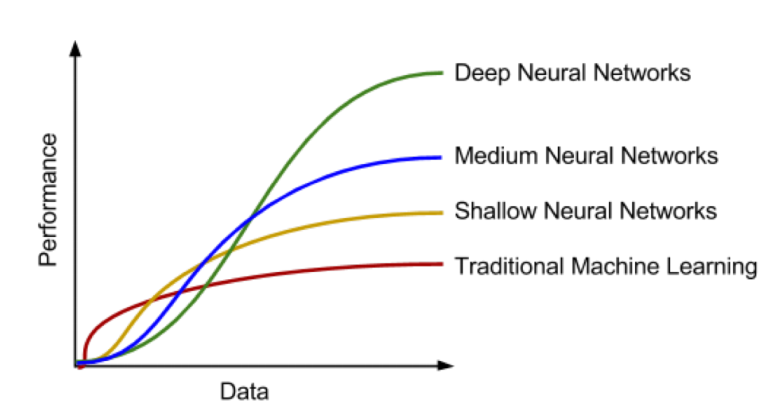 Deep Neural Networks
Medium Neural Networks
Shallow Neural Networks
Traditional Machine Learning
Performance
Data